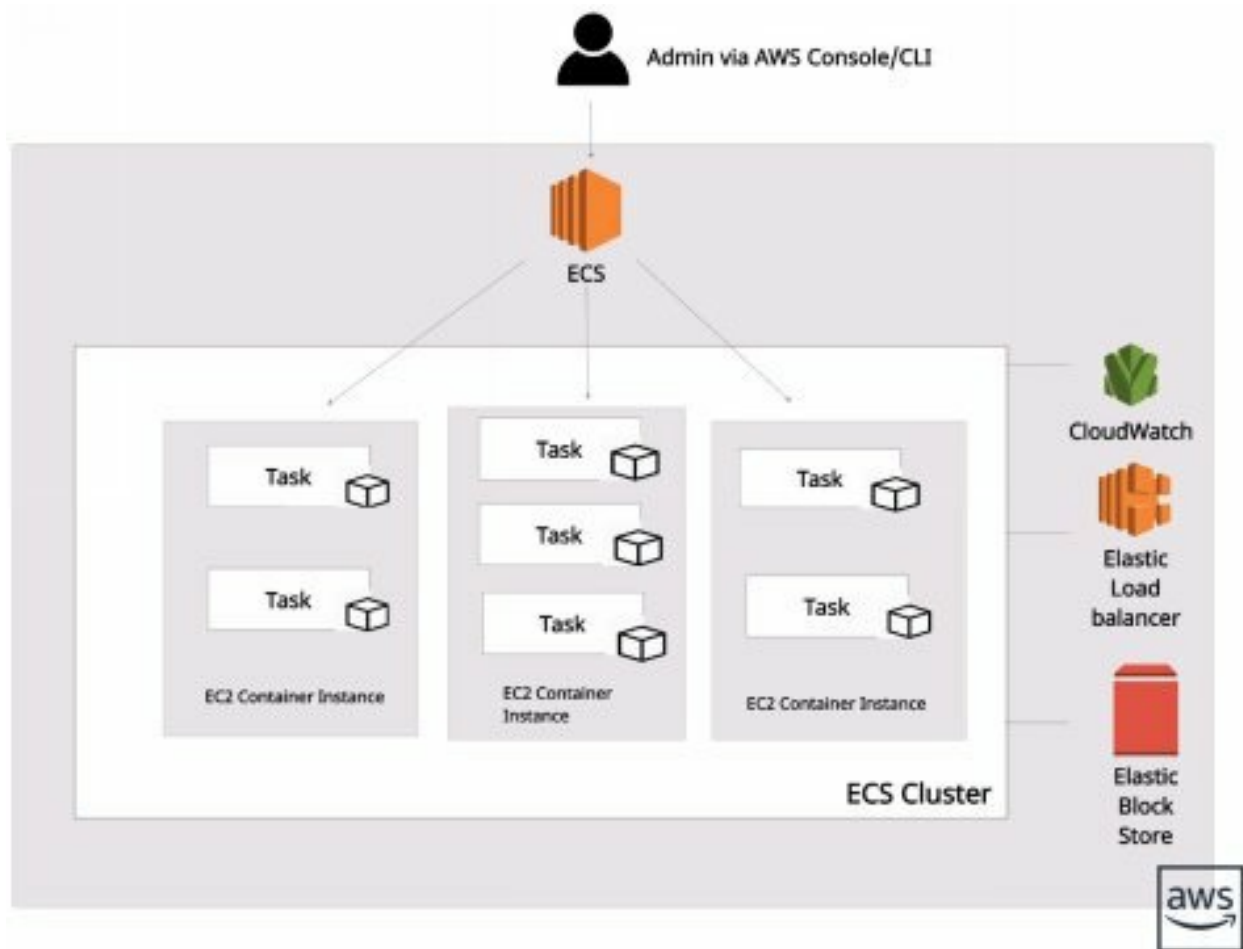 Admin via AWS Console/CLI
ECS
CloudWatch
Task
Task
Task
Task
Task
Elastic
Load
balancer
Task
Task
EC2 Container Instance
EC2 Container
Instance
EC2 Container Instance
Elastic
Block
Store
ECS Cluster
aws